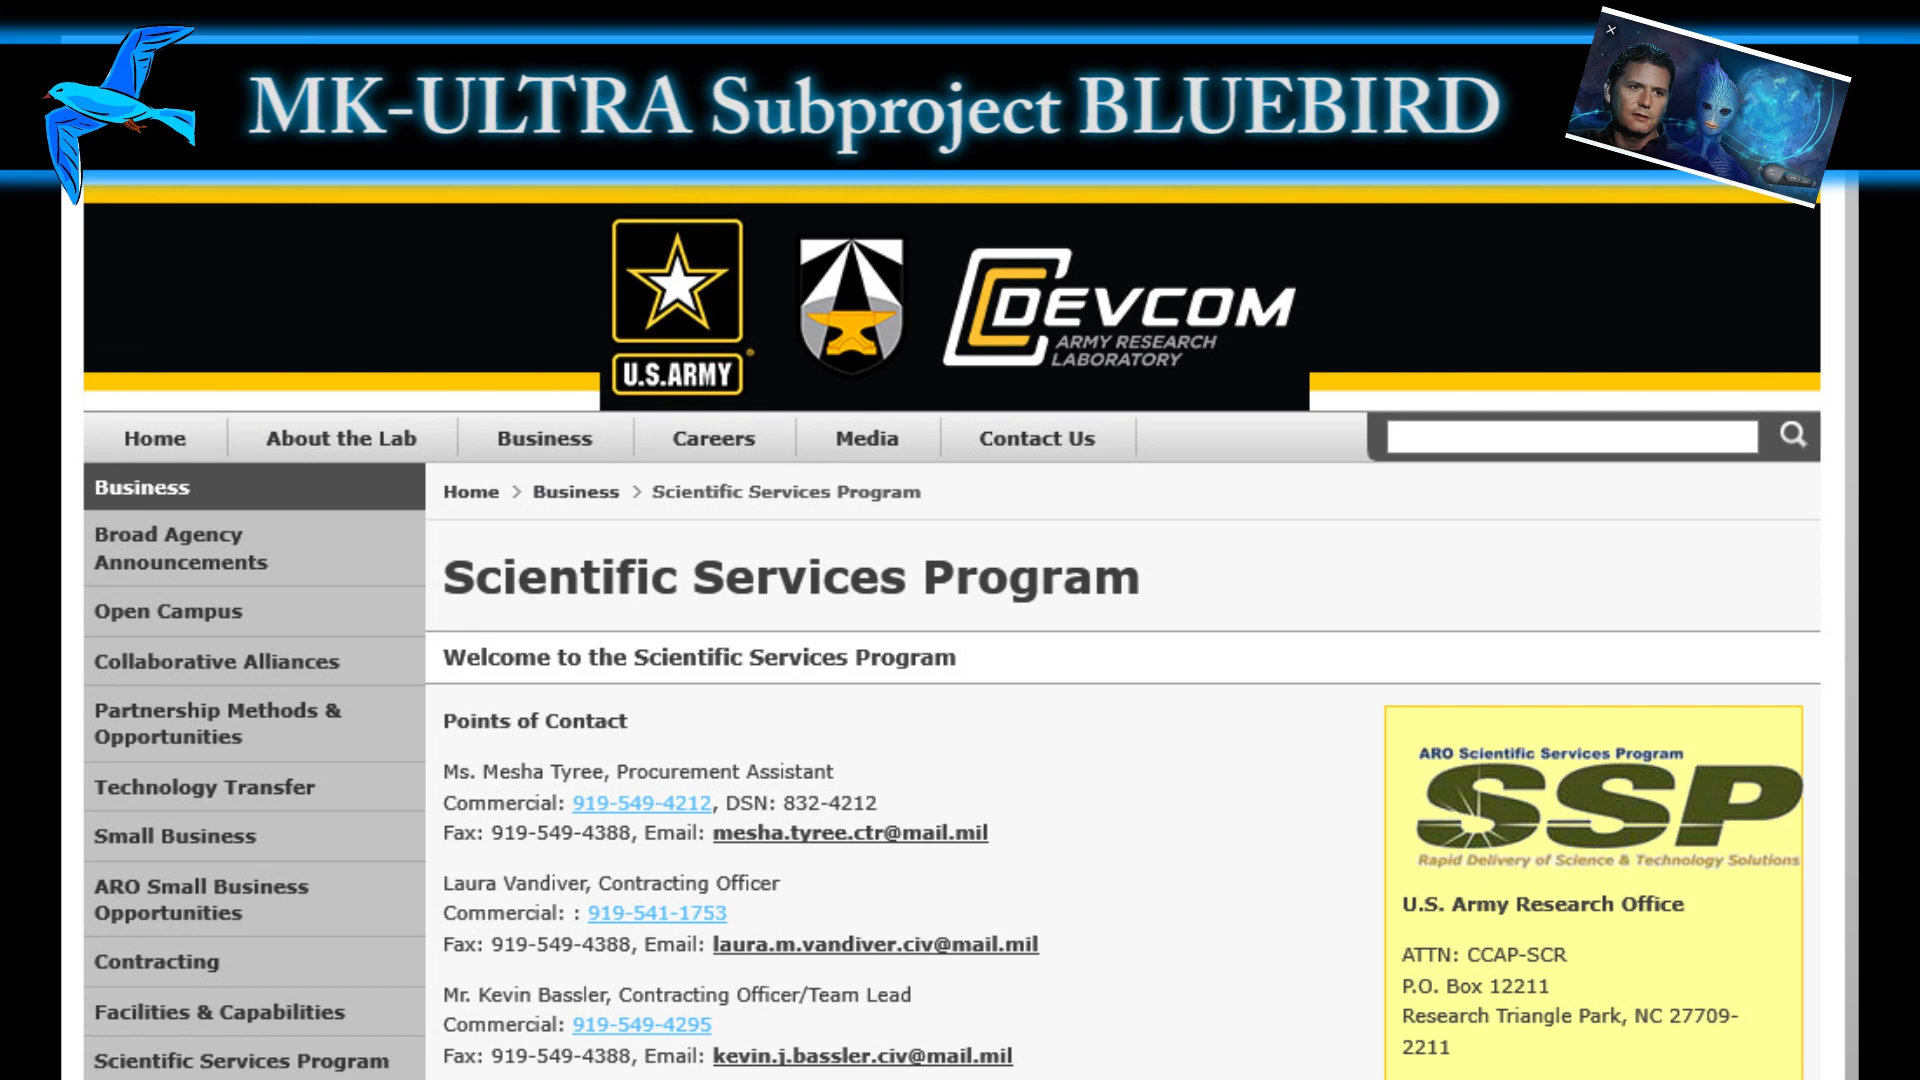 MK-ULTRA Subproject BLUEBIRD
U.S.ARMY
DEVCOM
ARMY RESEARCH
LABORATORY
Home
About the Lab
Business
Careers
Media
Contact Us
Business
Broad Agency
Announcements
Open Campus
Collaborative Alliances
Partnership Methods &
Opportunities
Technology Transfer
Small Business
ARO Small Business
Opportunities
Contracting
Facilities & Capabilities
Scientific Services Program
Home > Business > Scientific Services Program
Scientific Services Program
Welcome to the Scientific Services Program
Points of Contact
Ms. Mesha Tyree, Procurement Assistant
Commercial: 919-549-4212, DSN: 832-4212
Fax: 919-549-4388, Email: mesha.tyree.ctr@mail.mil
Laura Vandiver, Contracting Officer
Commercial: : 919-541-1753
Fax: 919-549-4388, Email: laura.m.vandiver.civ@mail.mil
Mr. Kevin Bassler, Contracting Officer/Team Lead
Commercial: 919-549-4295
Fax: 919-549-4388, Email: kevin.j.bassler.civ@mail.mil
ARO Scientific Services Program
SSP
Rapid Delivery of Science & Technology Solutions
U.S. Army Research Office
ATTN: CCAP-SCR
P.O. Box 12211
Research Triangle Park, NC 27709-
2211